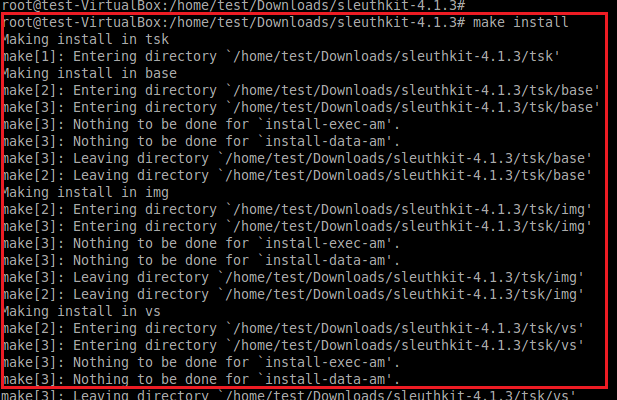 root@test-VirtualBox:/home/test/Downloads/sleuthkit-4.1.3#
root@test-VirtualBox:/home/test/Downloads/sleuthkit-4.1.3# make install
Making install in tsk
make[1]: Entering directory `/home/test/Downloads/sleuthkit-4.1.3/tsk'
Making install in base
make[2]: Entering directory `/home/test/Downloads/sleuthkit-4.1.3/tsk/base'
make[3]: Entering directory `/home/test/Downloads/sleuthkit-4.1.3/tsk/base'
make[3]: Nothing to be done for `install-exec-am'.
make[3]: Nothing to be done for `install-data-am'.
make[3]: Leaving directory `/home/test/Downloads/sleuthkit-4.1.3/tsk/base'
make[2]: Leaving directory `/home/test/Downloads/sleuthkit-4.1.3/tsk/base'
Making install in img
make[2]: Entering directory `/home/test/Downloads/sleuthkit-4.1.3/tsk/img'
make[3]: Entering directory `/home/test/Downloads/sleuthkit-4.1.3/tsk/img'
make[3]: Nothing to be done for `install-exec-am'.
make[3]: Nothing to be done for `install-data-am'.
make[3]: Leaving directory `/home/test/Downloads/sleuthkit-4.1.3/tsk/img'
make[2]: Leaving directory `/home/test/Downloads/sleuthkit-4.1.3/tsk/img'
Making install in vs
make[2]: Entering directory `/home/test/Downloads/sleuthkit-4.1.3/tsk/vs'
make[3]: Entering directory `/home/test/Downloads/sleuthkit-4.1.3/tsk/vs'
make[3]: Nothing to be done for `install-exec-am'.
make[3]: Nothing to be done for `install-data-am'.
make[3]: Leaving directory `/home/test/Downloads/sleuthkit-4.1.3/tsk/vs'